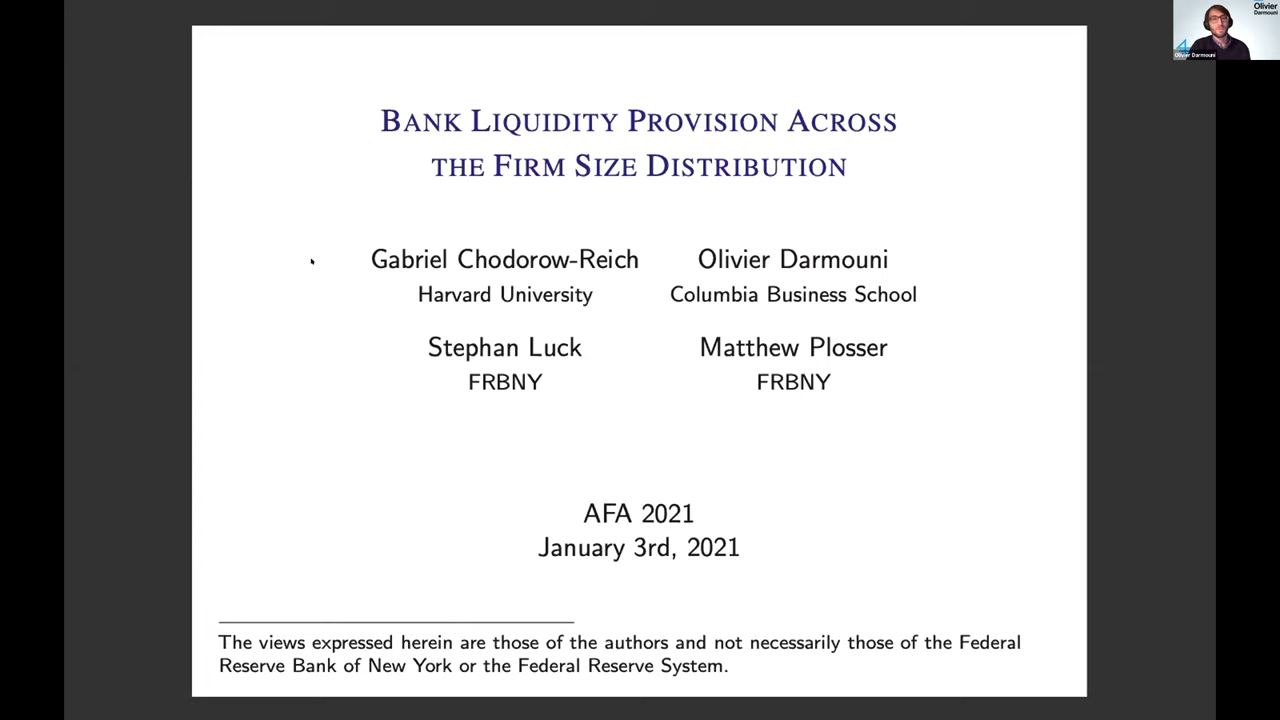 BANK LIQUIDITY PROVISION ACROSS
THE FIRM SIZE DISTRIBUTION
Gabriel Chodorow-Reich
Harvard University
Olivier Darmouni
Columbia Business School
Stephan Luck
FRBNY
Matthew Plosser
FRBNY
AFA 2021
January 3rd, 2021
The views expressed herein are those of the authors and not necessarily those of the Federal
Reserve Bank of New York or the Federal Reserve System.
Olivier
Darmouni
Olivier Darmouni